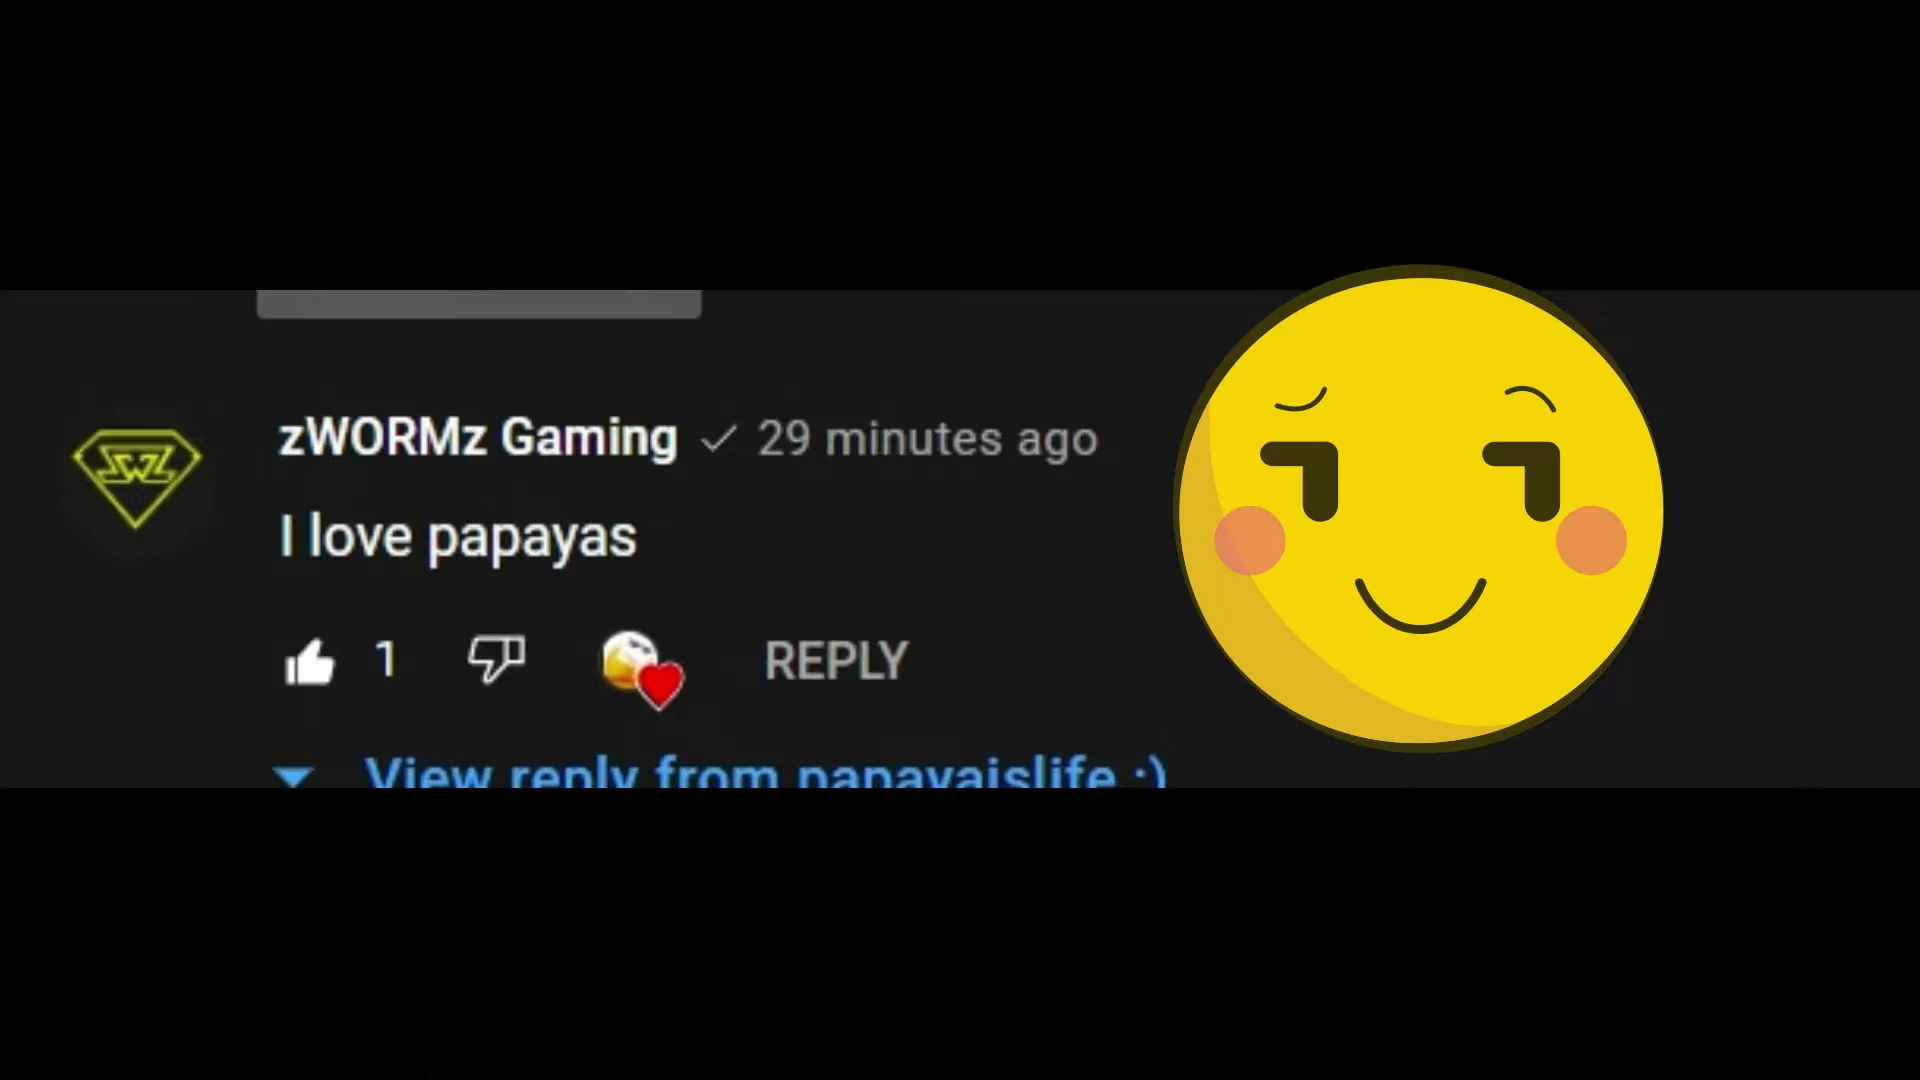 zWORMz Gaming 29 minutes ago
I love papayas
1 REPLY
View reply from papayaislife :)